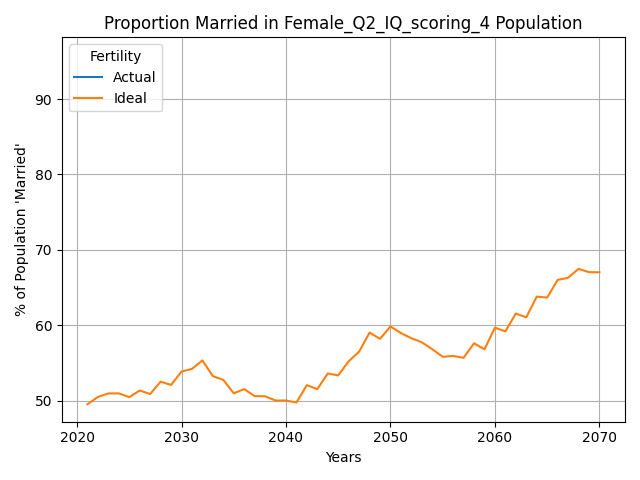 Proportion Married in Female_Q2_IQ_scoring_4 Population
Fertility
Actual
Ideal
90
80
70
60
50
% of Population 'Married'
2020 2030 2040 2050 2060 2070
Years